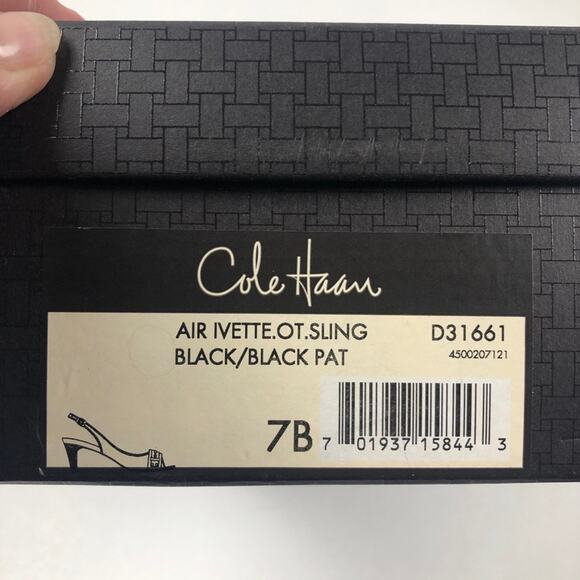 Cole Haan
AIR IVETTE.OT.SLING D31661
BLACK/BLACK PAT 4500207121
7B 7 01937 15844 3